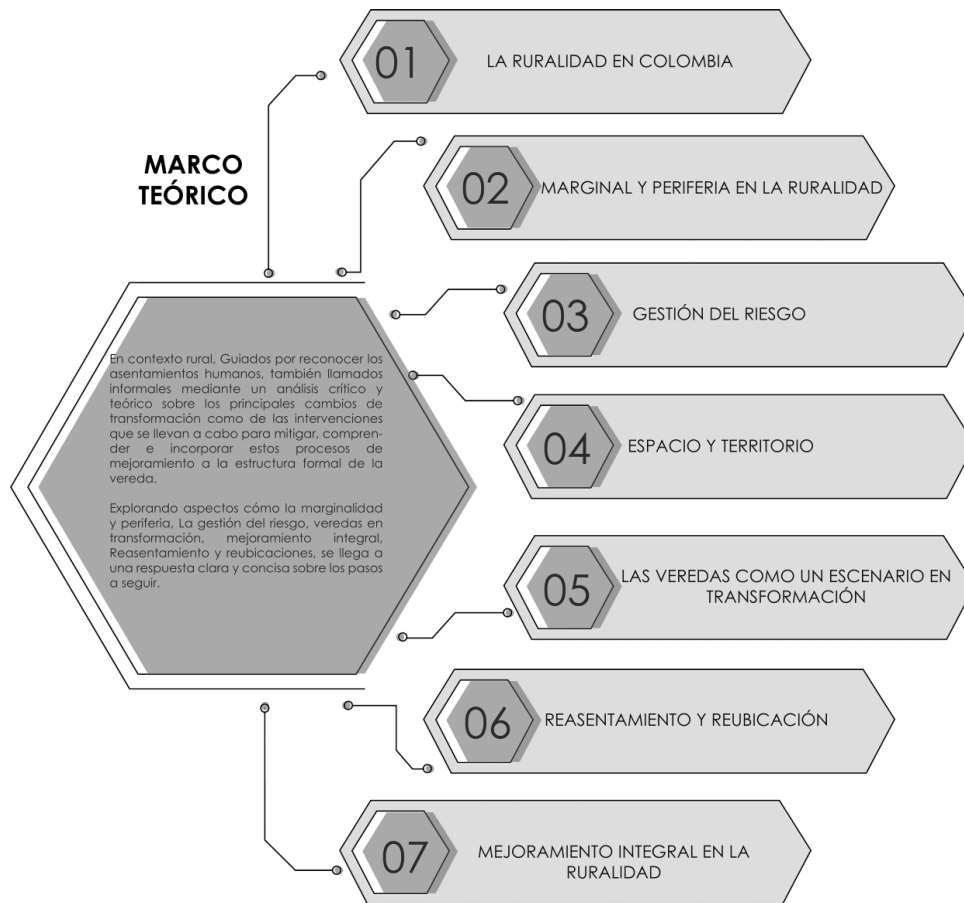 MARCO
TEÓRICO
En contexto rural, Guiados por reconocer los
asentamientos humanos, también llamados
informales mediante un análisis crítico y
teórico sobre los principales cambios de
transformación como de las intervenciones
que se llevan a cabo para mitigar, compren-
der e incorporar estos procesos de
mejoramiento a la estructura formal de la
vereda.
Explorando aspectos cómo la marginalidad
y periferia, La gestión del riesgo, veredas en
transformación, mejoramiento integral,
Reasentamiento y reubicaciones, se llega a
una respuesta clara y concisa sobre los pasos
a seguir.
01
LA RURALIDAD EN COLOMBIA
02
MARGINAL Y PERIFERIA EN LA RURALIDAD
03
GESTIÓN DEL RIESGO
04
ESPACIO Y TERRITORIO
05
LAS VEREDAS COMO UN ESCENARIO EN
TRANSFORMACIÓN
06
REASENTAMIENTO Y REUBICACIÓN
07
MEJORAMIENTO INTEGRAL EN LA
RURALIDAD